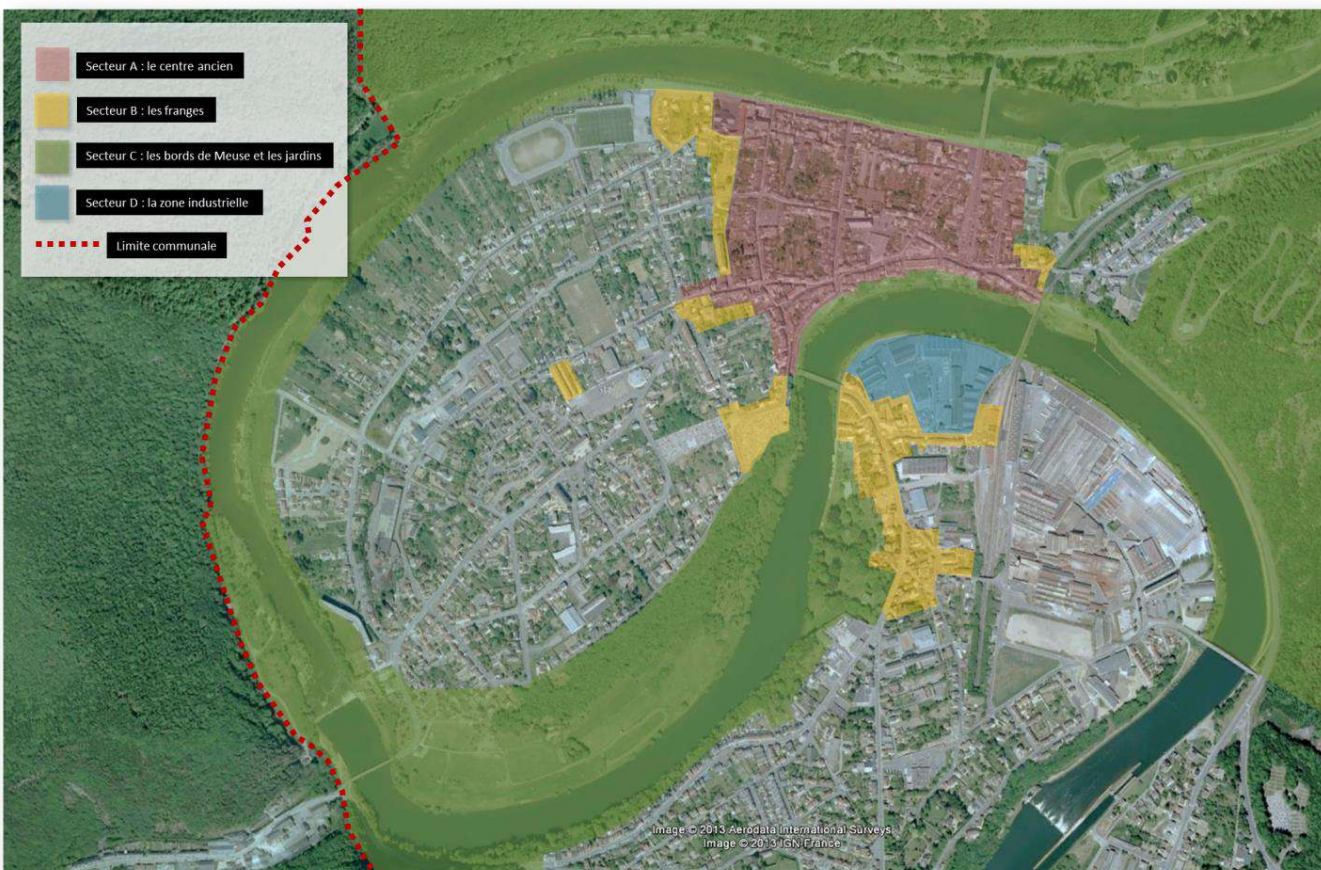 Secteur A : le centre ancien
Secteur B : les franges
Secteur C : les bords de Meuse et les jardins
Secteur D : la zone industrielle
Limite communale
Image © 2013 Aerodata International Surveys
Image © 2013 IGN-France